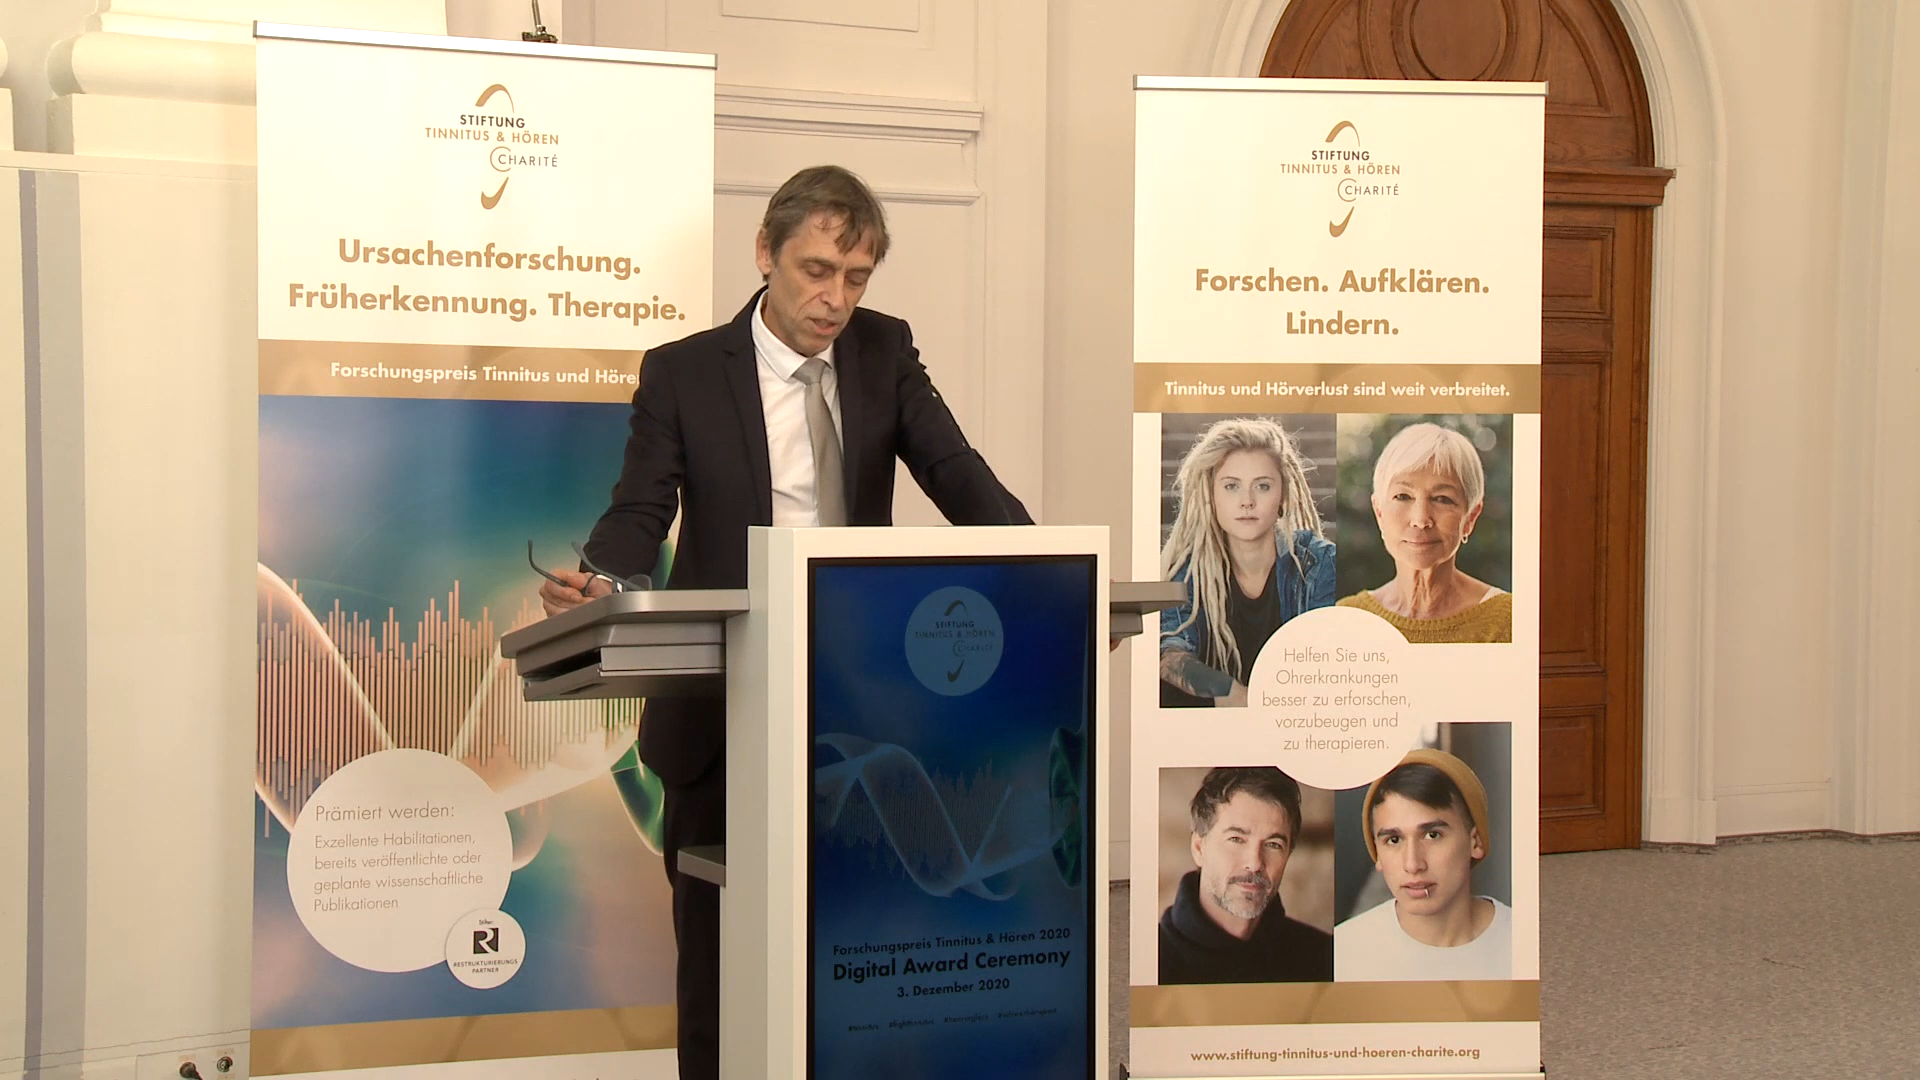 STIFTUNG
TINNITUS & HÖREN
CHARITÉ
Ursachenforschung.
Früherkennung. Therapie.
Forschungspreis Tinnitus und Höre
Prämiert werden:
Exzellente Habilitationen,
bereits veröffentlichte oder
geplante wissenschaftliche
Publikationen
Stifter:
RESTRUKTURIERUNGS
PARTNER
STIFTUNG
TINNITUS & HÖREN
CHARITÉ
Forschungspreis Tinnitus & Hören 2020
Digital Award Ceremony
3. Dezember 2020
STIFTUNG
TINNITUS & HÖREN
CHARITÉ
Forschen. Aufklären.
Lindern.
Tinnitus und Hörverlust sind weit verbreitet.
Helfen Sie uns,
Ohrerkrankungen
besser zu erforschen,
vorzubeugen und
zu therapieren.
www.stiftung-tinnitus-und-hoeren-charite.org